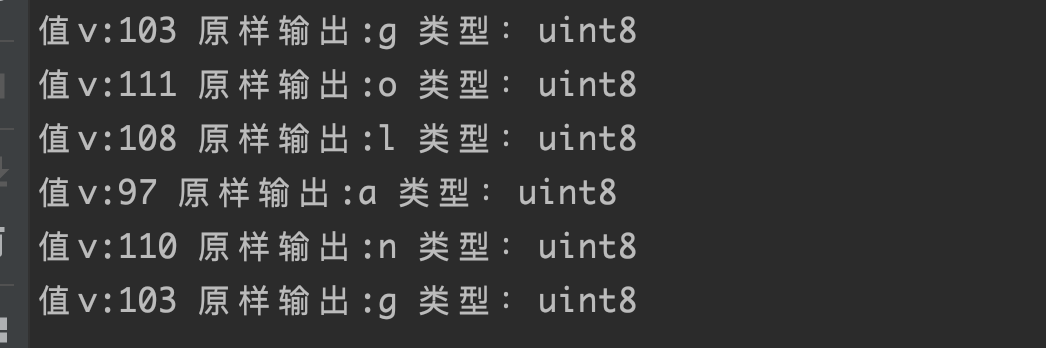 值v:103 原样输出:g 类型: uint8
值v:111 原样输出:o 类型: uint8
值v:108 原样输出:l 类型: uint8
值v:97 原样输出:a 类型: uint8
值v:110 原样输出:n 类型: uint8
值v:103 原样输出:g 类型: uint8